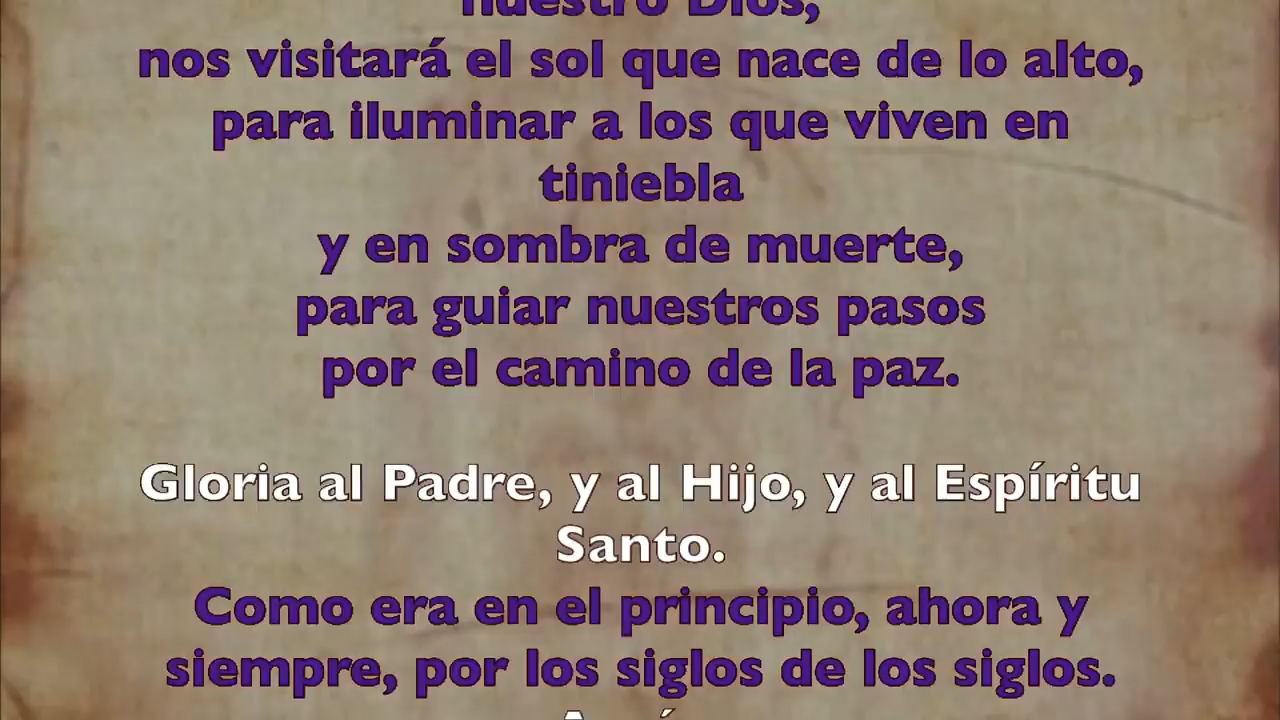 nuestro Dios,
nos visitará el sol que nace de lo alto,
para iluminar a los que viven en
tiniebla
y en sombra de muerte,
para guiar nuestros pasos
por el camino de la paz.
Gloria al Padre, y al Hijo, y al Espíritu
Santo.
Como era en el principio, ahora y
siempre, por los siglos de los siglos.